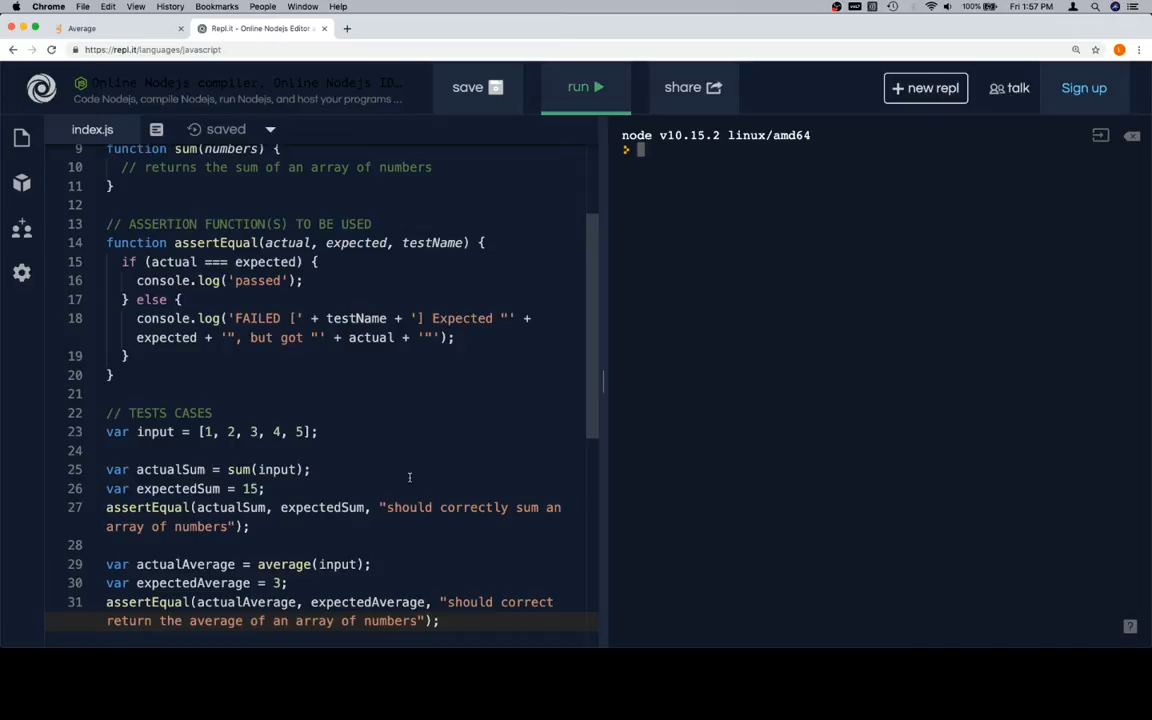 Chrome File Edit View History Bookmarks People Window Help 100% Fri 1:57 PM
Average Repl.it - Online Nodejs Editor
https://repl.it/languages/javascript
Online Nodejs compiler, Online Nodejs ID...
Code Nodejs, compile Nodejs, run Nodejs, and host your programs ...
save run share + new repl talk Sign up
index.js saved
node v10.15.2 linux/amd64
9 function sum(numbers) {
10 // returns the sum of an array of numbers
11 }
12
13 // ASSERTION FUNCTION(S) TO BE USED
14 function assertEqual(actual, expected, testName) {
15 if (actual === expected) {
16 console.log('passed');
17 } else {
18 console.log('FAILED [' + testName + '] Expected "' +
expected + '", but got "' + actual + '"');
19 }
20 }
21
22 // TESTS CASES
23 var input = [1, 2, 3, 4, 5];
24
25 var actualSum = sum(input);
26 var expectedSum = 15;
27 assertEqual(actualSum, expectedSum, "should correctly sum an
array of numbers");
28
29 var actualAverage = average(input);
30 var expectedAverage = 3;
31 assertEqual(actualAverage, expectedAverage, "should correct
return the average of an array of numbers");
?